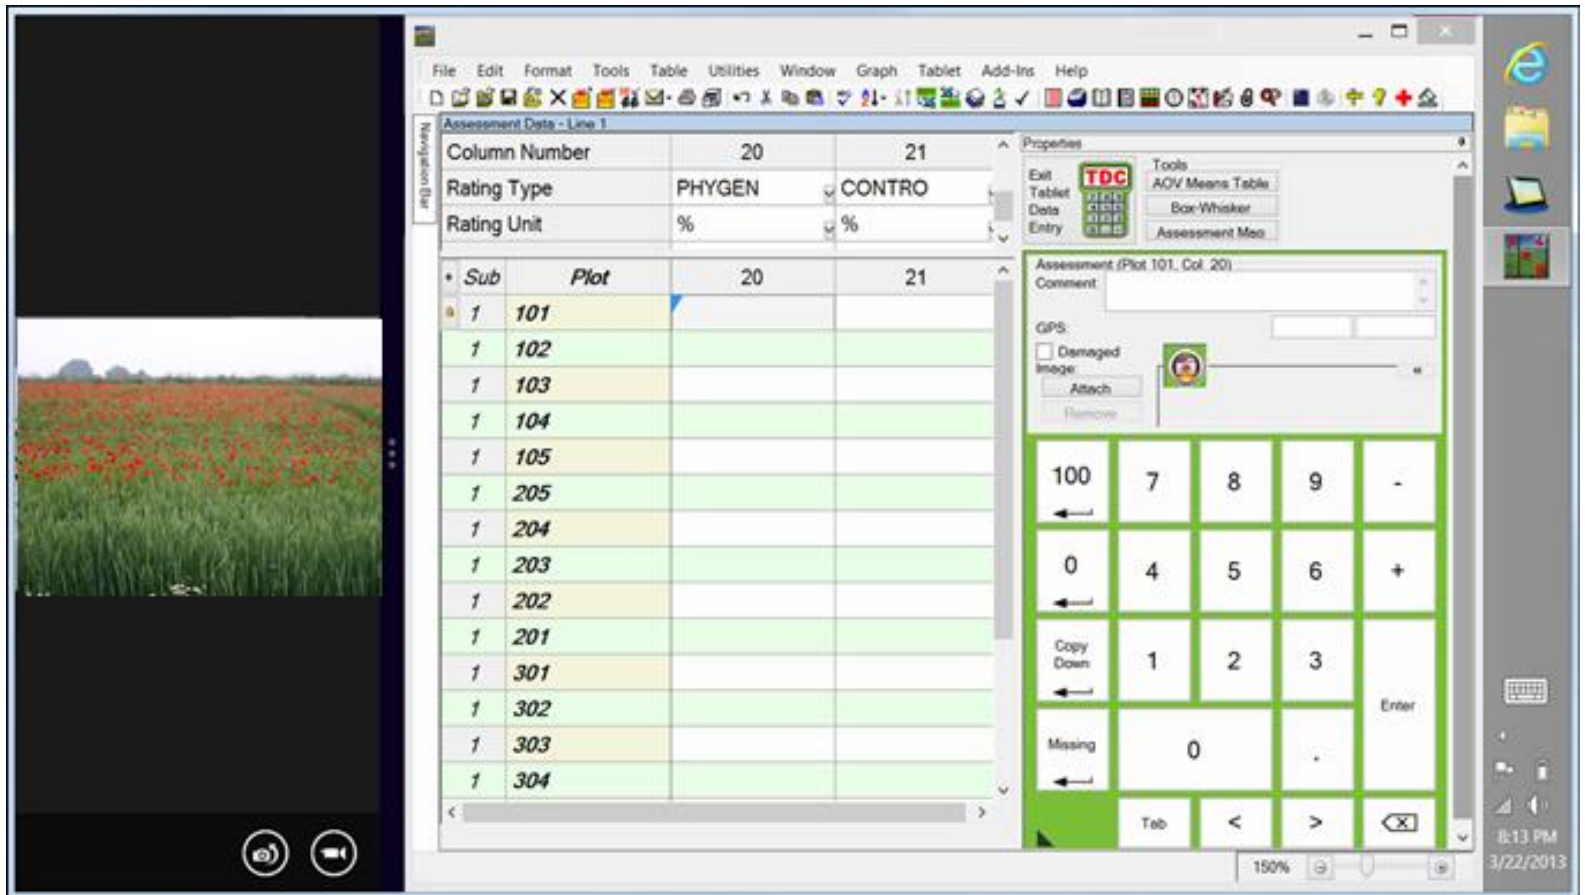 File Edit Format Tools Table Utilities Window Graph Tablet Add-Ins Help
Navigation Bar
Assessment Data - Line 1
Column Number 20 21
Rating Type PHYGEN CONTRO
Rating Unit % %
Sub Plot 20 21
1 101
1 102
1 103
1 104
1 105
1 205
1 204
1 203
1 202
1 201
1 301
1 302
1 303
1 304
Properties
Exit Tablet Data Entry
TDC
Tools
AOV Means Table
Box-Whisker
Assessment Map
Assessment (Plot 101, Col. 20)
Comment
GPS:
Damaged
Image:
Attach
Remove
100 7 8 9 -
0 4 5 6 +
Copy Down 1 2 3
Enter
Missing 0 .
Tab < >
150%
8:13 PM
3/22/2013